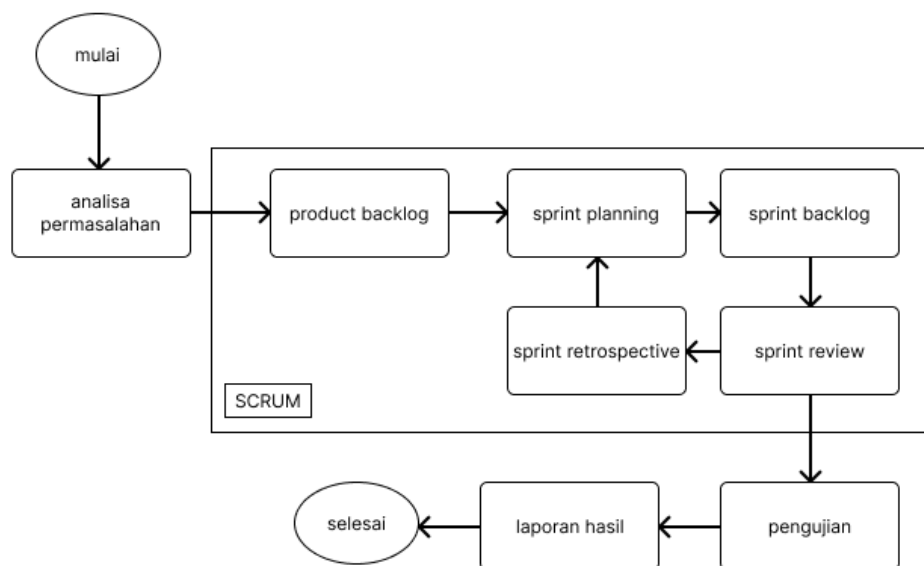 mulai
analisa
permasalahan
product backlog
sprint planning
sprint backlog
sprint retrospective
sprint review
SCRUM
selesai
laporan hasil
pengujian